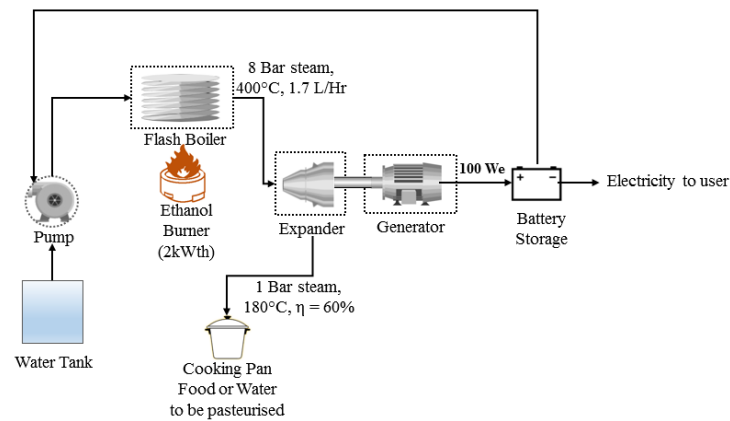 8 Bar steam,
400°C, 1.7 L/Hr
Flash Boiler
Ethanol
Burner
(2kWth)
Pump
Water Tank
Expander
Generator
100 We
+ -
Battery
Storage
Electricity to user
1 Bar steam,
180°C, η = 60%
Cooking Pan
Food or Water
to be pasteurised